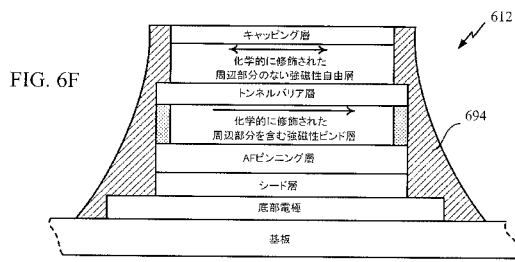 FIG. 6F
612
キャッピング層
化学的に修飾された
周辺部分のない強磁性自由層
トンネルバリア層
化学的に修飾された
周辺部分を含む強磁性ピンド層
694
AFピンニング層
シード層
底部電極
基板